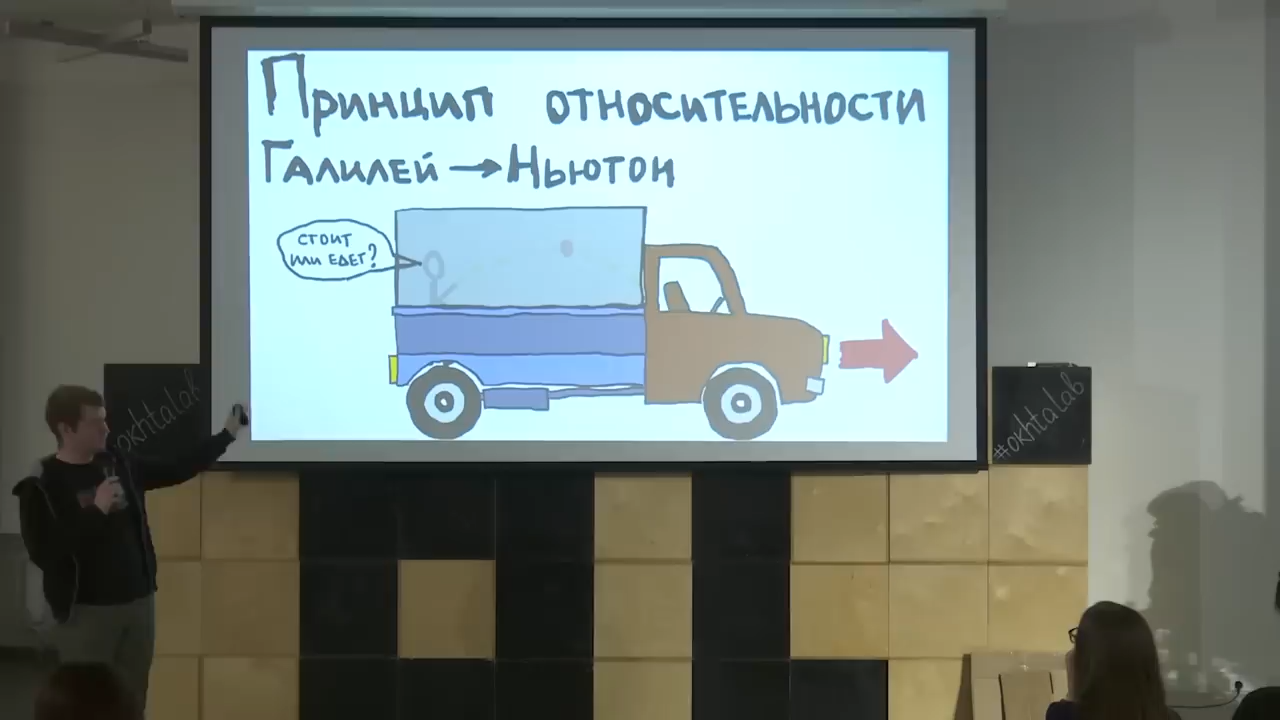 Принцип относительности
Галилей → Ньютон
стоит
или едет?
#okhtalab
#okhtalab